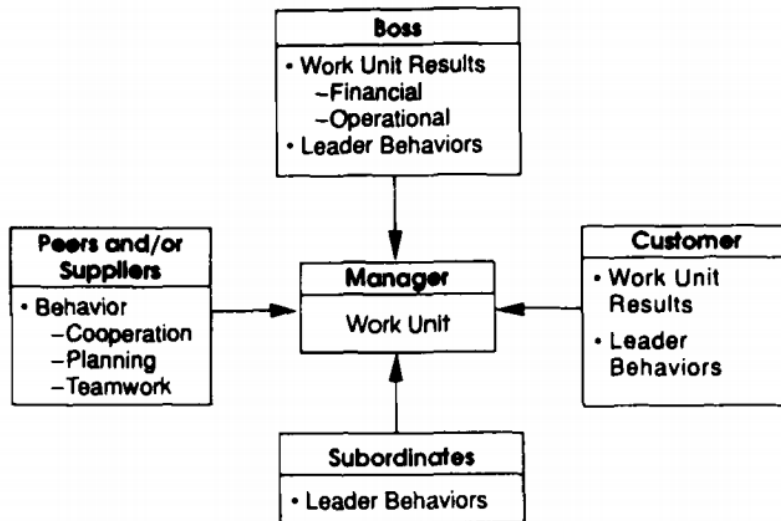 Boss
• Work Unit Results
–Financial
–Operational
• Leader Behaviors
Peers and/or
Suppliers
• Behavior
–Cooperation
–Planning
–Teamwork
Manager
Work Unit
Customer
• Work Unit
Results
• Leader
Behaviors
Subordinates
• Leader Behaviors